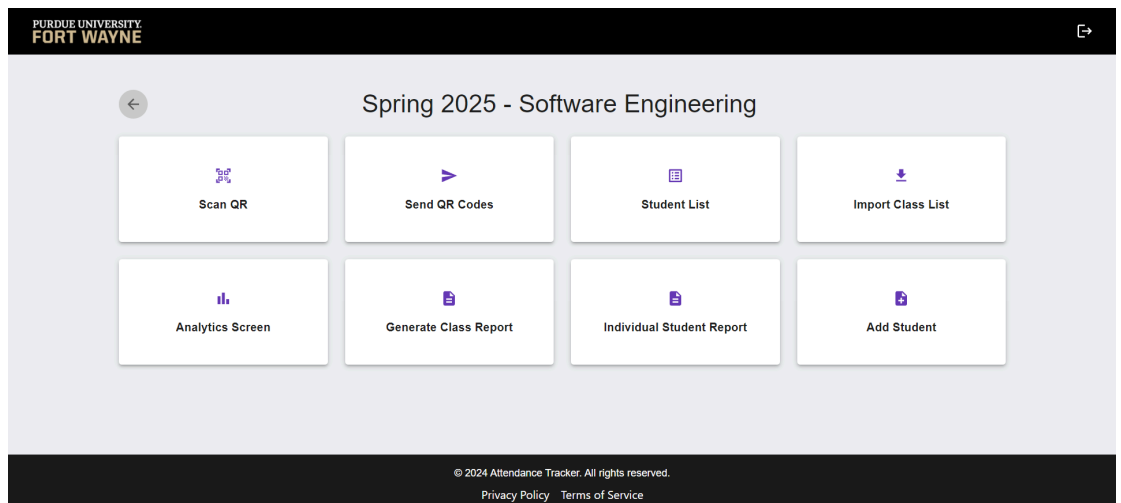 PURDUE UNIVERSITY.
FORT WAYNE
Spring 2025 - Software Engineering
Scan QR
Send QR Codes
Student List
Import Class List
Analytics Screen
Generate Class Report
Individual Student Report
Add Student
© 2024 Attendance Tracker. All rights reserved.
Privacy Policy Terms of Service